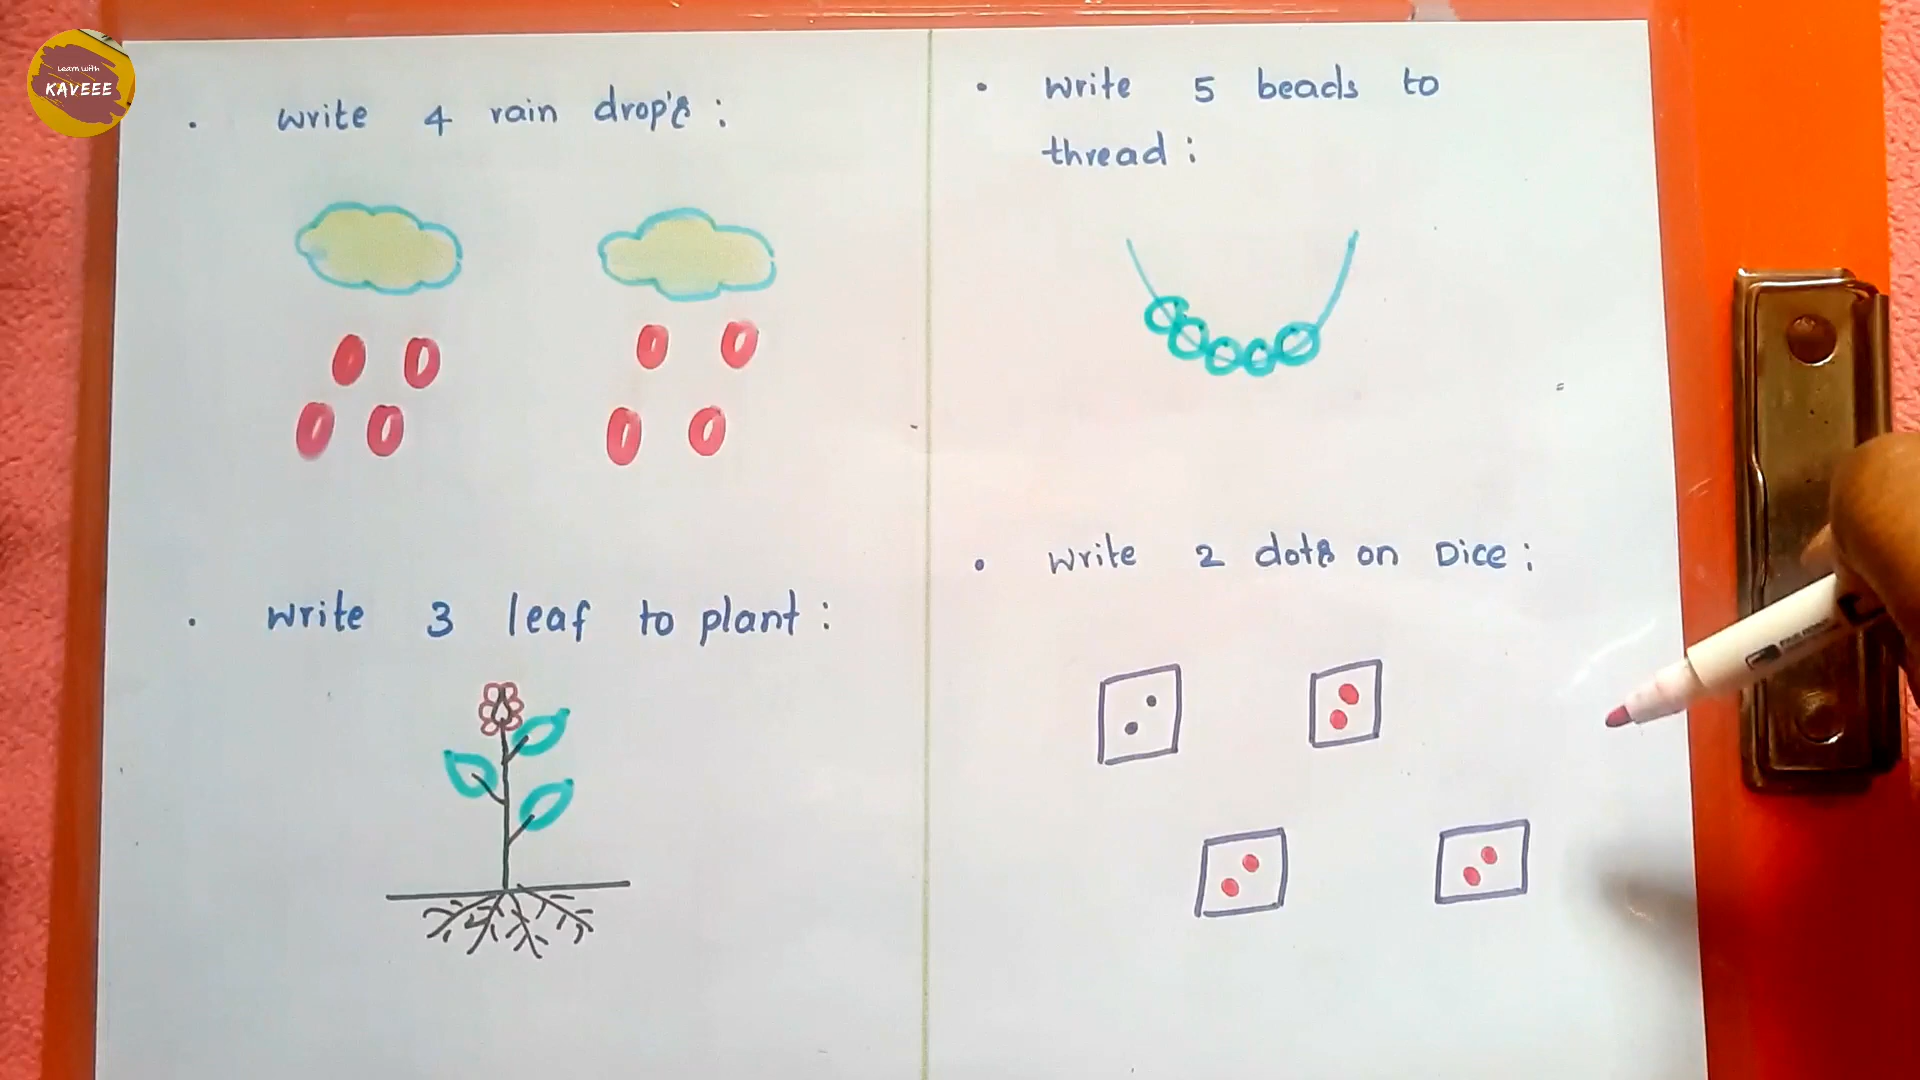 Learn with
KAVEEE
• Write 4 rain drop's :
• Write 3 leaf to plant :
• Write 5 beads to
thread :
• Write 2 dots on Dice :